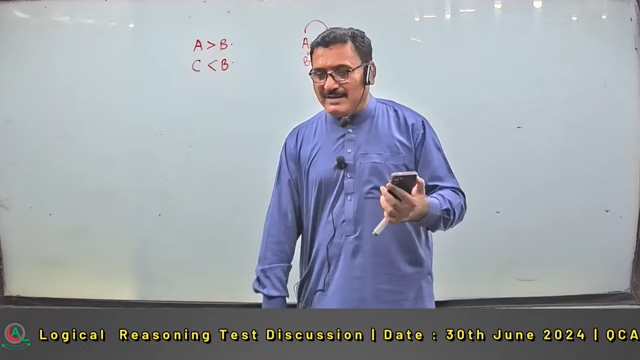 A > B
A
C < B
B
Logical Reasoning Test Discussion | Date : 30th June 2024 | QCA